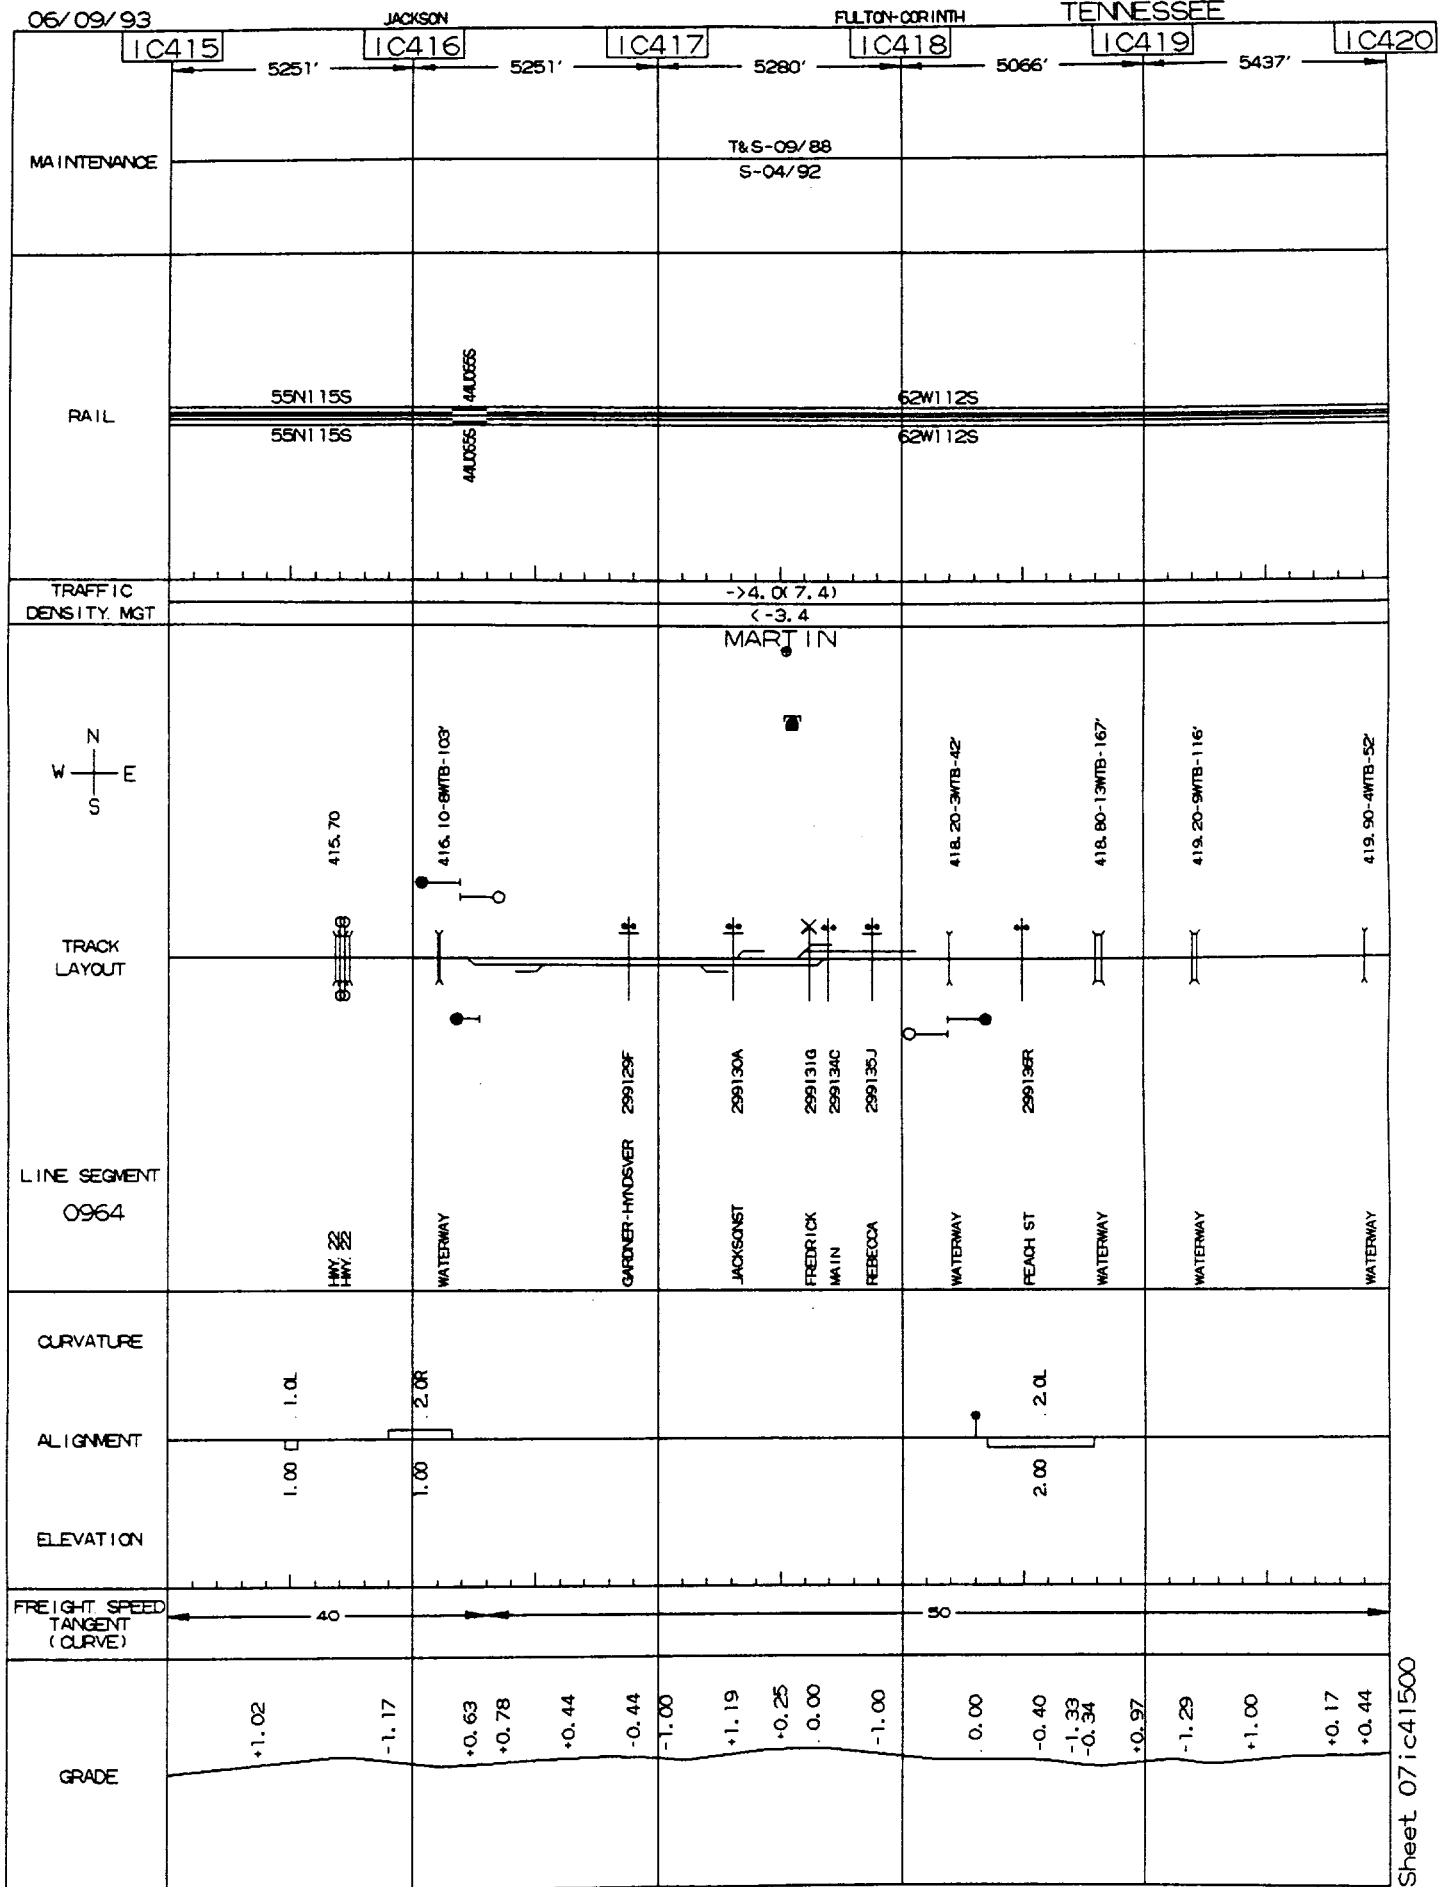 06/09/93
JACKSON
FULTON-CORINTH
TENNESSEE
IC415
IC416
IC417
IC418
IC419
IC420
5251'
5251'
5280'
5066'
5437'
MAINTENANCE
T&S-09/88
S-04/92
RAIL
55N115S
44UD65S
62W112S
55N115S
44UD65S
62W112S
TRAFFIC
DENSITY. MGT
->4.0(7.4)
<-3.4
MARTIN
N
W E
S
415.70
416.10-8WTB-103'
418.20-3WTB-42'
418.80-13WTB-167'
419.20-9WTB-116'
419.90-4WTB-52'
TRACK
LAYOUT
299129F
299130A
299131G
299134C
299135J
299136R
LINE SEGMENT
0964
HWY. 22
HWY. 22
WATERWAY
GARDNER-HYNDSVER
JACKSONST
FREDRICK
MAIN
REBECCA
WATERWAY
PEACH ST
WATERWAY
WATERWAY
WATERWAY
CURVATURE
1.0L
2.0R
2.0L
ALIGNMENT
1.00
1.00
2.00
ELEVATION
FREIGHT SPEED
TANGENT
(CURVE)
40
50
GRADE
+1.02
-1.17
+0.63
+0.78
+0.44
-0.44
-1.00
+1.19
+0.25
0.00
-1.00
0.00
-0.40
-1.33
-0.34
+0.97
-1.29
+1.00
+0.17
+0.44
Sheet 07ic41500